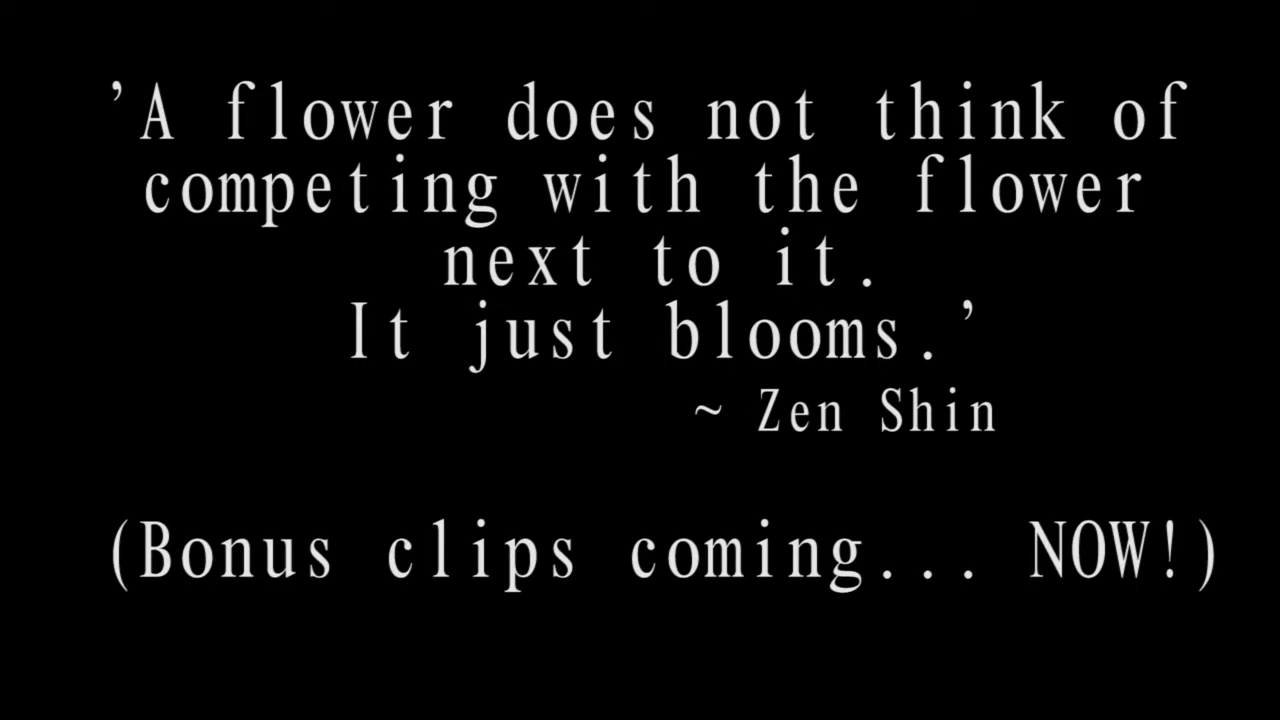 ’A flower does not think of
competing with the flower
next to it.
It just blooms.’
~ Zen Shin
(Bonus clips coming... NOW!)